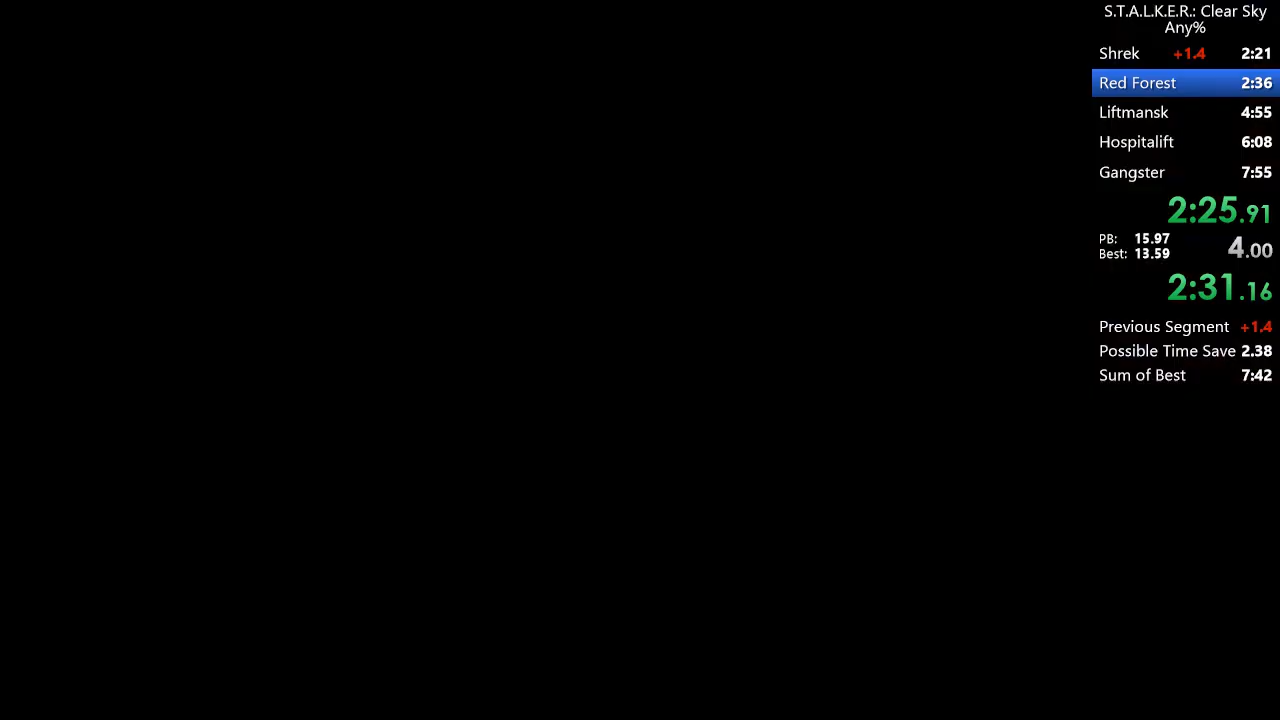 S.T.A.L.K.E.R.: Clear Sky
Any%
Shrek +1.4 2:21
Red Forest 2:36
Liftmansk 4:55
Hospitalift 6:08
Gangster 7:55
2:25.91
PB: 15.97 4.00
Best: 13.59
2:31.16
Previous Segment +1.4
Possible Time Save 2.38
Sum of Best 7:42